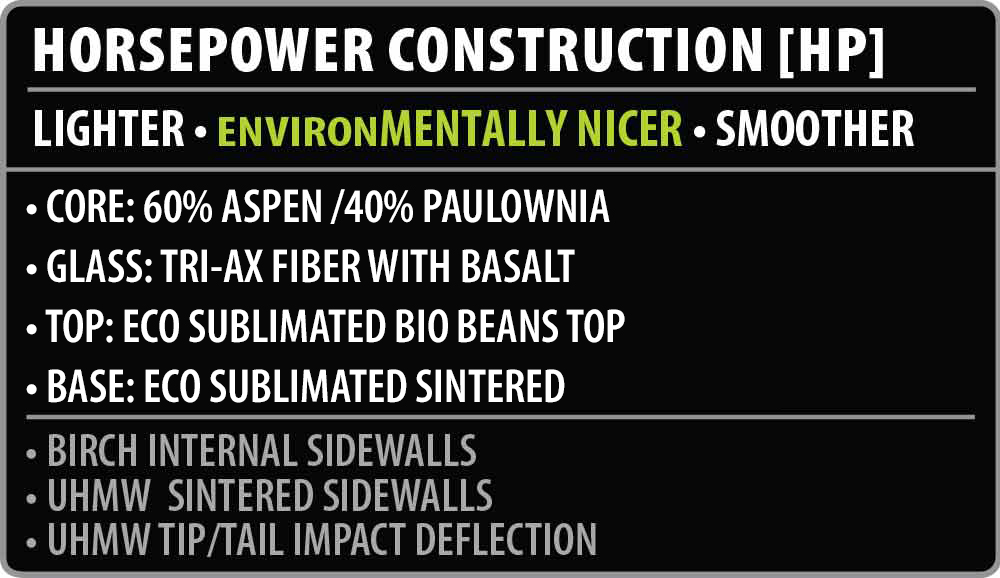 HORSEPOWER CONSTRUCTION [HP]
LIGHTER • ENVIRONMENTALLY NICER • SMOOTHER
• CORE: 60% ASPEN /40% PAULOWNIA
• GLASS: TRI-AX FIBER WITH BASALT
• TOP: ECO SUBLIMATED BIO BEANS TOP
• BASE: ECO SUBLIMATED SINTERED
• BIRCH INTERNAL SIDEWALLS
• UHMW  SINTERED SIDEWALLS
• UHMW TIP/TAIL IMPACT DEFLECTION